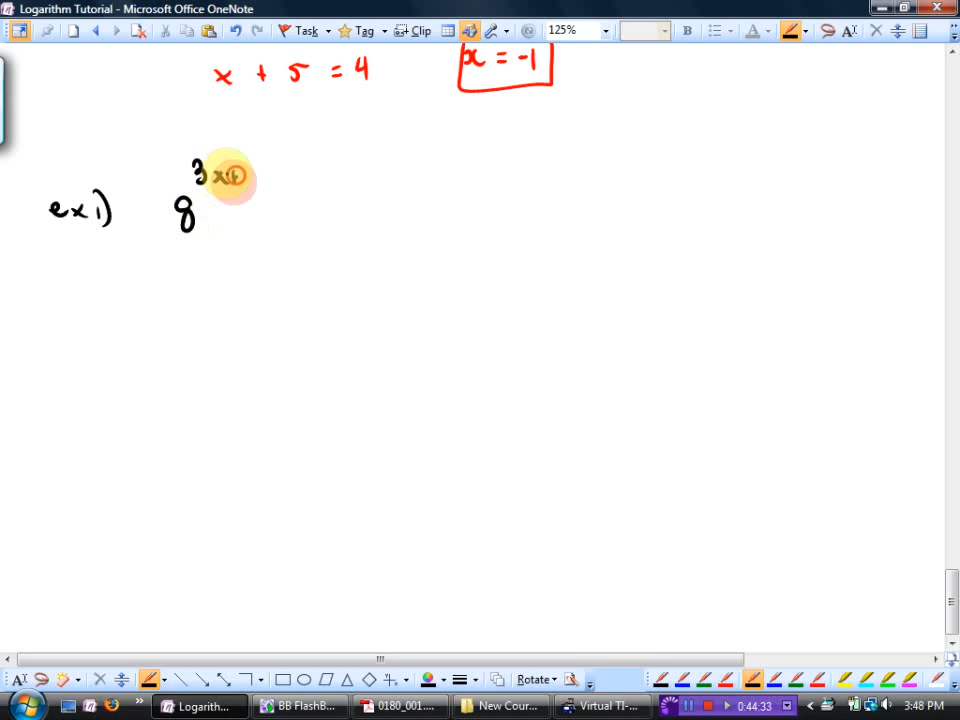 Logarithm Tutorial - Microsoft Office OneNote
Task Tag Clip 125% B A A
x + 5 = 4 x = -1
ex1) 8^3x+
A Rotate
Logarith... BB FlashB... 0180_001.... New Cour... Virtual TI-... 0:44:33 3:48 PM